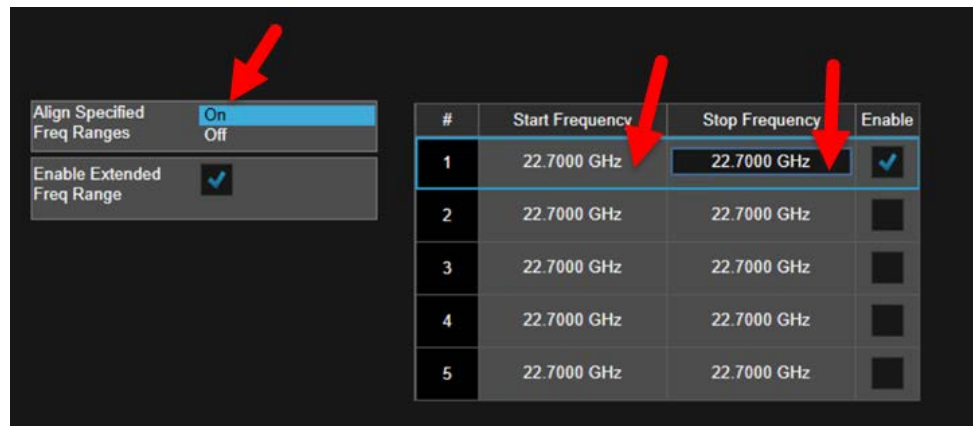 Align Specified
Freq Ranges
On
Off
Enable Extended
Freq Range
# Start Frequency Stop Frequency Enable
1 22.7000 GHz 22.7000 GHz
2 22.7000 GHz 22.7000 GHz
3 22.7000 GHz 22.7000 GHz
4 22.7000 GHz 22.7000 GHz
5 22.7000 GHz 22.7000 GHz